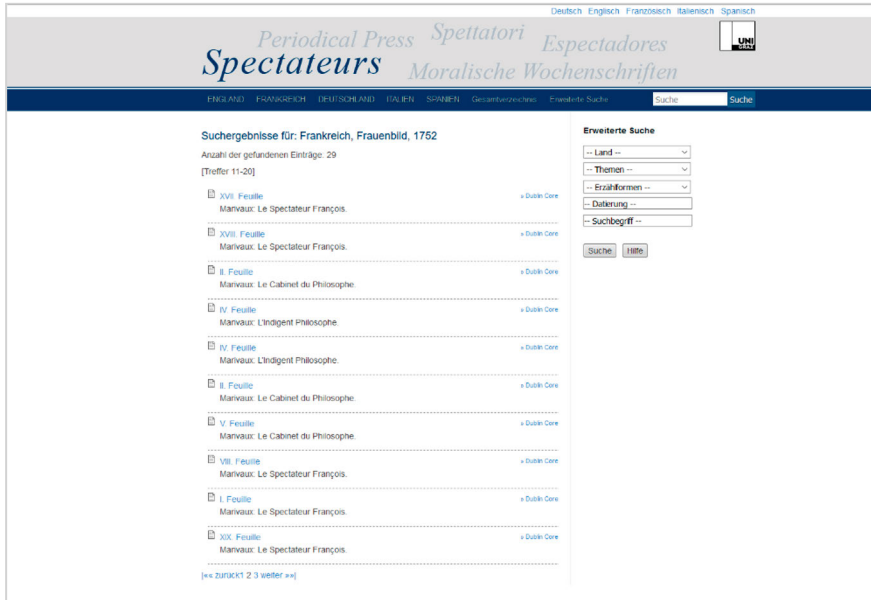 Deutsch Englisch Französisch Italienisch Spanisch
Periodical Press Spettatori Espectadores
Spectateurs Moralische Wochenschriften
UNI
GRAZ
ENGLAND FRANKREICH DEUTSCHLAND ITALIEN SPANIEN Gesamtverzeichnis Erweiterte Suche Suche Suche
Suchergebnisse für: Frankreich, Frauenbild, 1752
Anzahl der gefundenen Einträge: 29
[Treffer 11-20]
XVII. Feuille » Dublin Core
Marivaux: Le Spectateur François.
XVIII. Feuille » Dublin Core
Marivaux: Le Spectateur François.
II. Feuille » Dublin Core
Marivaux: Le Cabinet du Philosophe.
IV. Feuille » Dublin Core
Marivaux: L'Indigent Philosophe.
IV. Feuille » Dublin Core
Marivaux: L'Indigent Philosophe.
II. Feuille » Dublin Core
Marivaux: Le Cabinet du Philosophe.
V. Feuille » Dublin Core
Marivaux: Le Cabinet du Philosophe.
VIII. Feuille » Dublin Core
Marivaux: Le Spectateur François.
I. Feuille » Dublin Core
Marivaux: Le Spectateur François.
XIX. Feuille » Dublin Core
Marivaux: Le Spectateur François.
|«« zurück1 2 3 weiter »»|
Erweiterte Suche
-- Land --
-- Themen --
-- Erzählformen --
-- Datierung --
-- Suchbegriff --
Suche Hilfe